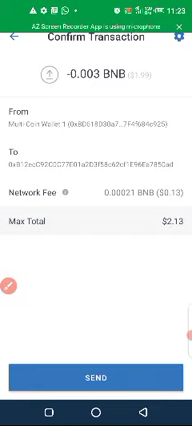 AZ Screen Recorder App is using microphone
11:23
Confirm Transaction
-0.003 BNB ($1.99)
From
Multi-Coin Wallet 1
To
Network Fee
0.00021 BNB ($0.13)
Max Total
$2.13
SEND